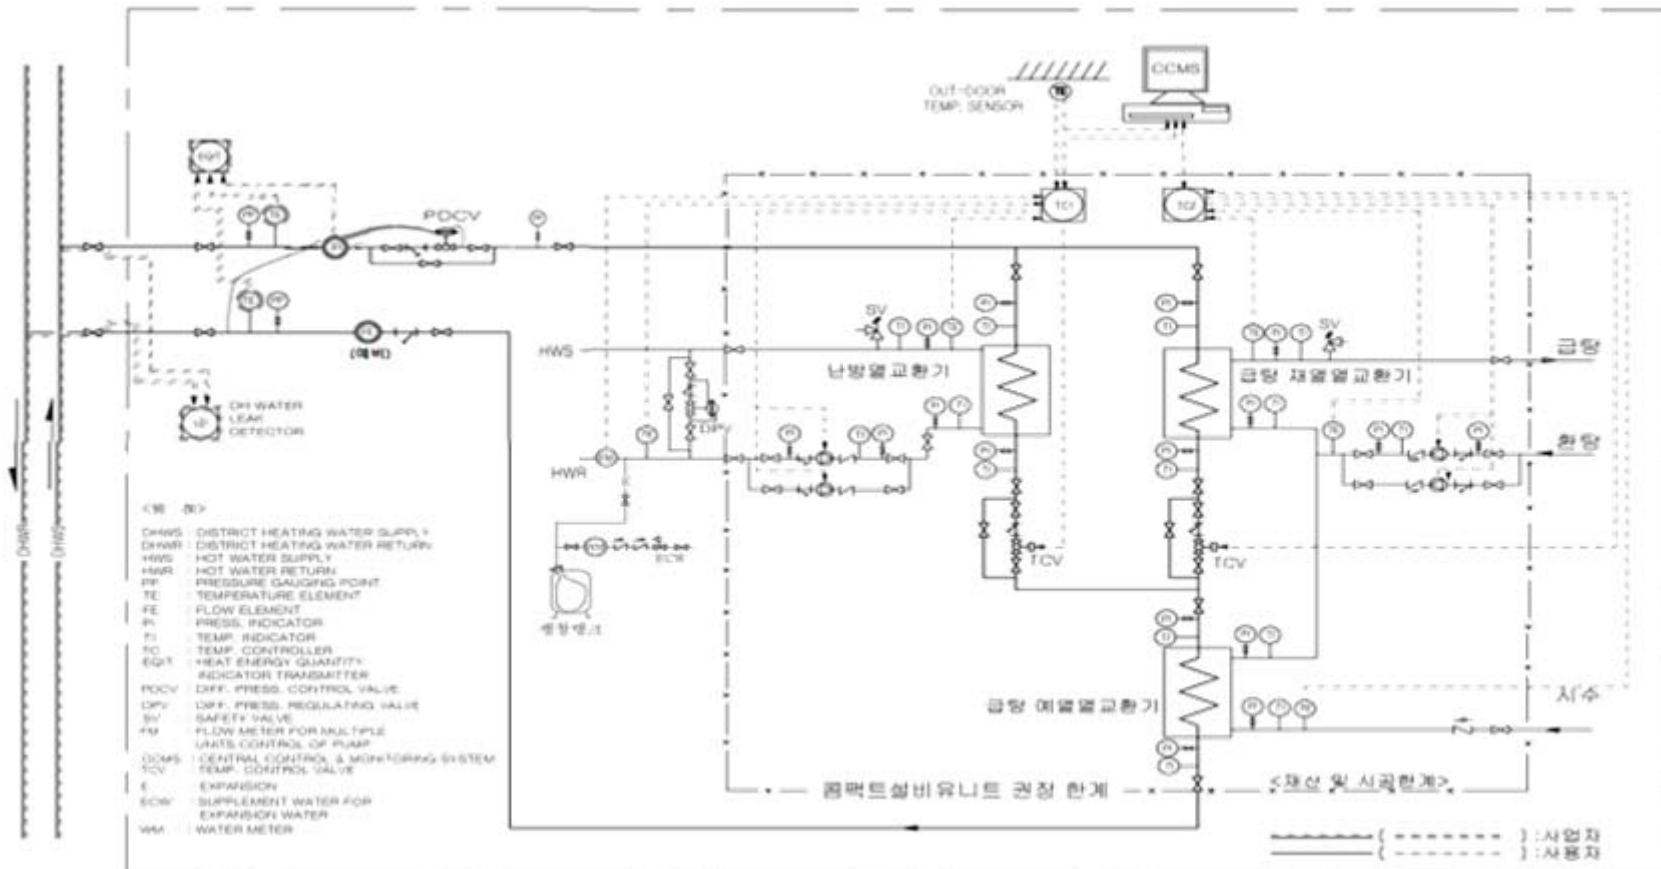 CCMS
OUT-DOOR
TEMP. SENSOR
EQIT
TC1
TC2
PDCV
SV
SV
HWS
난방열교환기
급탕 재열열교환기
급탕
(예비)
DH WATER
LEAK
DETECTOR
DPV
HWR
환탕
DHWR
DHWS
TCV
TCV
팽창탱크
DHWS : DISTRICT HEATING WATER SUPPLY
DHWR : DISTRICT HEATING WATER RETURN
HWS : HOT WATER SUPPLY
HWR : HOT WATER RETURN
PP : PRESSURE GAUGING POINT
TE : TEMPERATURE ELEMENT
FE : FLOW ELEMENT
PI : PRESS. INDICATOR
TI : TEMP. INDICATOR
TC : TEMP. CONTROLLER
EQIT : HEAT ENERGY QUANTITY
INDICATOR TRANSMITTER
PDCV : DIFF. PRESS. CONTROL VALVE
DPV : DIFF. PRESS. REGULATING VALVE
SV : SAFETY VALVE
FM : FLOW METER FOR MULTIPLE
UNITS CONTROL OF PUMP
CCMS : CENTRAL CONTROL & MONITORING SYSTEM
TCV : TEMP. CONTROL VALVE
E : EXPANSION
ECW : SUPPLEMENT WATER FOR
EXPANSION WATER
WM : WATER METER
급탕 예열열교환기
시수
콤팩트설비유니트 권장 한계
<재산 및 시공한계>
( ) :사업자
( ) :사용자